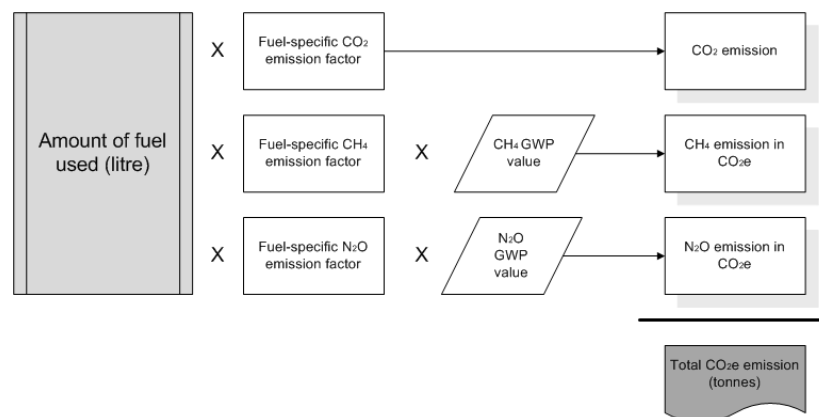 Amount of fuel
used (litre)
X
Fuel-specific CO₂
emission factor
CO₂ emission
X
Fuel-specific CH₄
emission factor
X
CH₄ GWP
value
CH₄ emission in
CO₂e
X
Fuel-specific N₂O
emission factor
X
N₂O
GWP
value
N₂O emission in
CO₂e
Total CO₂e emission
(tonnes)